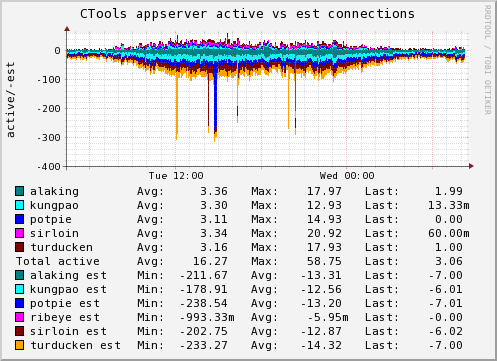 CTools appserver active vs est connections
RRDTOOL / TOBI OETIKER
active/-est
0
-100
-200
-300
-400
Tue 12:00 Wed 00:00
alaking Avg: 3.36 Max: 17.97 Last: 1.99
kungpao Avg: 3.30 Max: 12.93 Last: 13.33m
potpie Avg: 3.11 Max: 14.93 Last: 0.00
sirloin Avg: 3.34 Max: 20.92 Last: 60.00m
turducken Avg: 3.16 Max: 17.93 Last: 1.00
Total active Avg: 16.27 Max: 58.75 Last: 3.06
alaking est Min: -211.67 Avg: -13.31 Last: -7.00
kungpao est Min: -178.91 Avg: -12.56 Last: -6.01
potpie est Min: -238.54 Avg: -13.20 Last: -7.01
ribeye est Min: -993.33m Avg: -5.95m Last: -0.00
sirloin est Min: -202.75 Avg: -12.87 Last: -6.02
turducken est Min: -233.27 Avg: -14.32 Last: -7.00